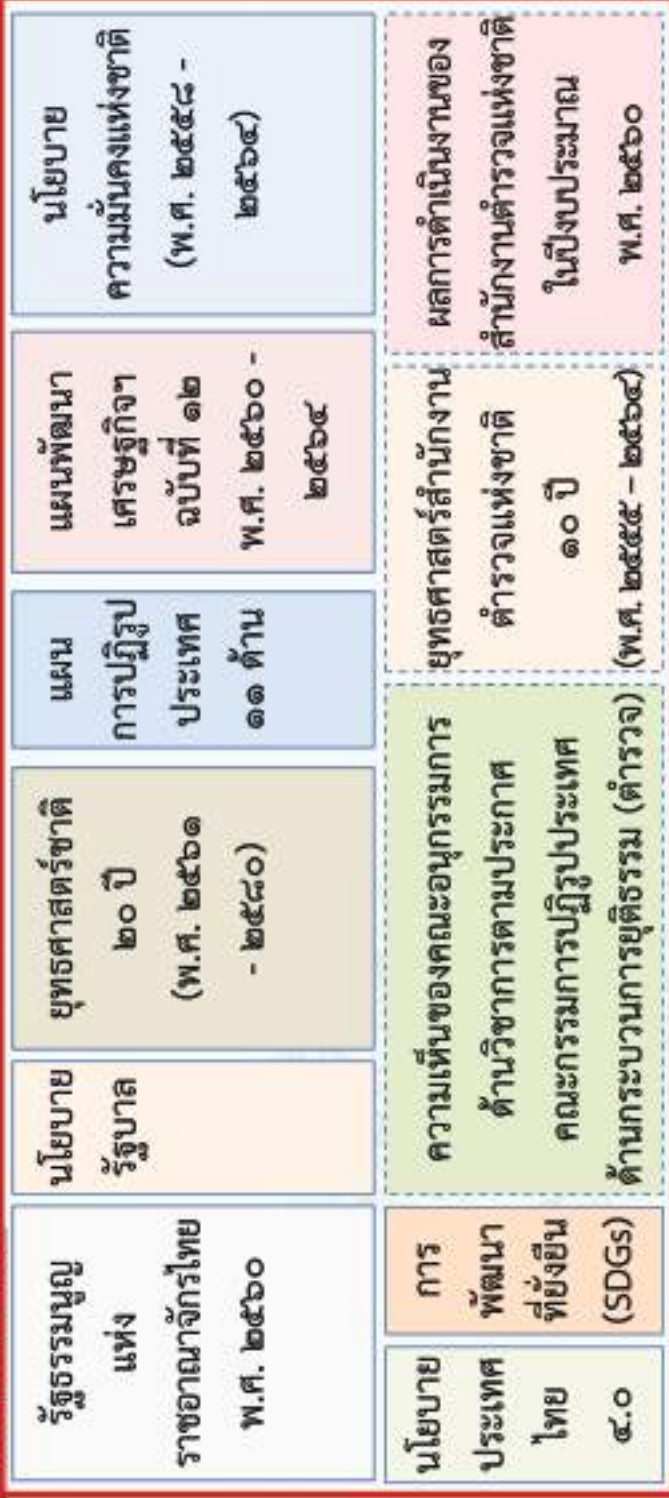 รัฐธรรมนูญ
แห่ง
ราชอาณาจักรไทย
พ.ศ. ๒๕๖๐
นโยบาย
รัฐบาล
ยุทธศาสตร์ชาติ
๒๐ ปี
(พ.ศ. ๒๕๖๑
- ๒๕๘๐)
แผน
การปฏิรูป
ประเทศ
๑๑ ด้าน
แผนพัฒนา
เศรษฐกิจฯ
ฉบับที่ ๑๒
พ.ศ. ๒๕๖๐ -
๒๕๖๔
นโยบาย
ความมั่นคงแห่งชาติ
(พ.ศ. ๒๕๕๘ -
๒๕๖๔)
นโยบาย
ประเทศ
ไทย
๔.๐
การ
พัฒนา
ที่ยั่งยืน
(SDGs)
ความเห็นของคณะอนุกรรมการ
ด้านวิชาการตามประกาศ
คณะกรรมการปฏิรูปประเทศ
ด้านกระบวนการยุติธรรม (ตำรวจ)
ยุทธศาสตร์สำนักงาน
ตำรวจแห่งชาติ
๑๐ ปี
(พ.ศ. ๒๕๕๕ – ๒๕๖๔)
ผลการดำเนินงานของ
สำนักงานตำรวจแห่งชาติ
ในปีงบประมาณ
พ.ศ. ๒๕๖๐